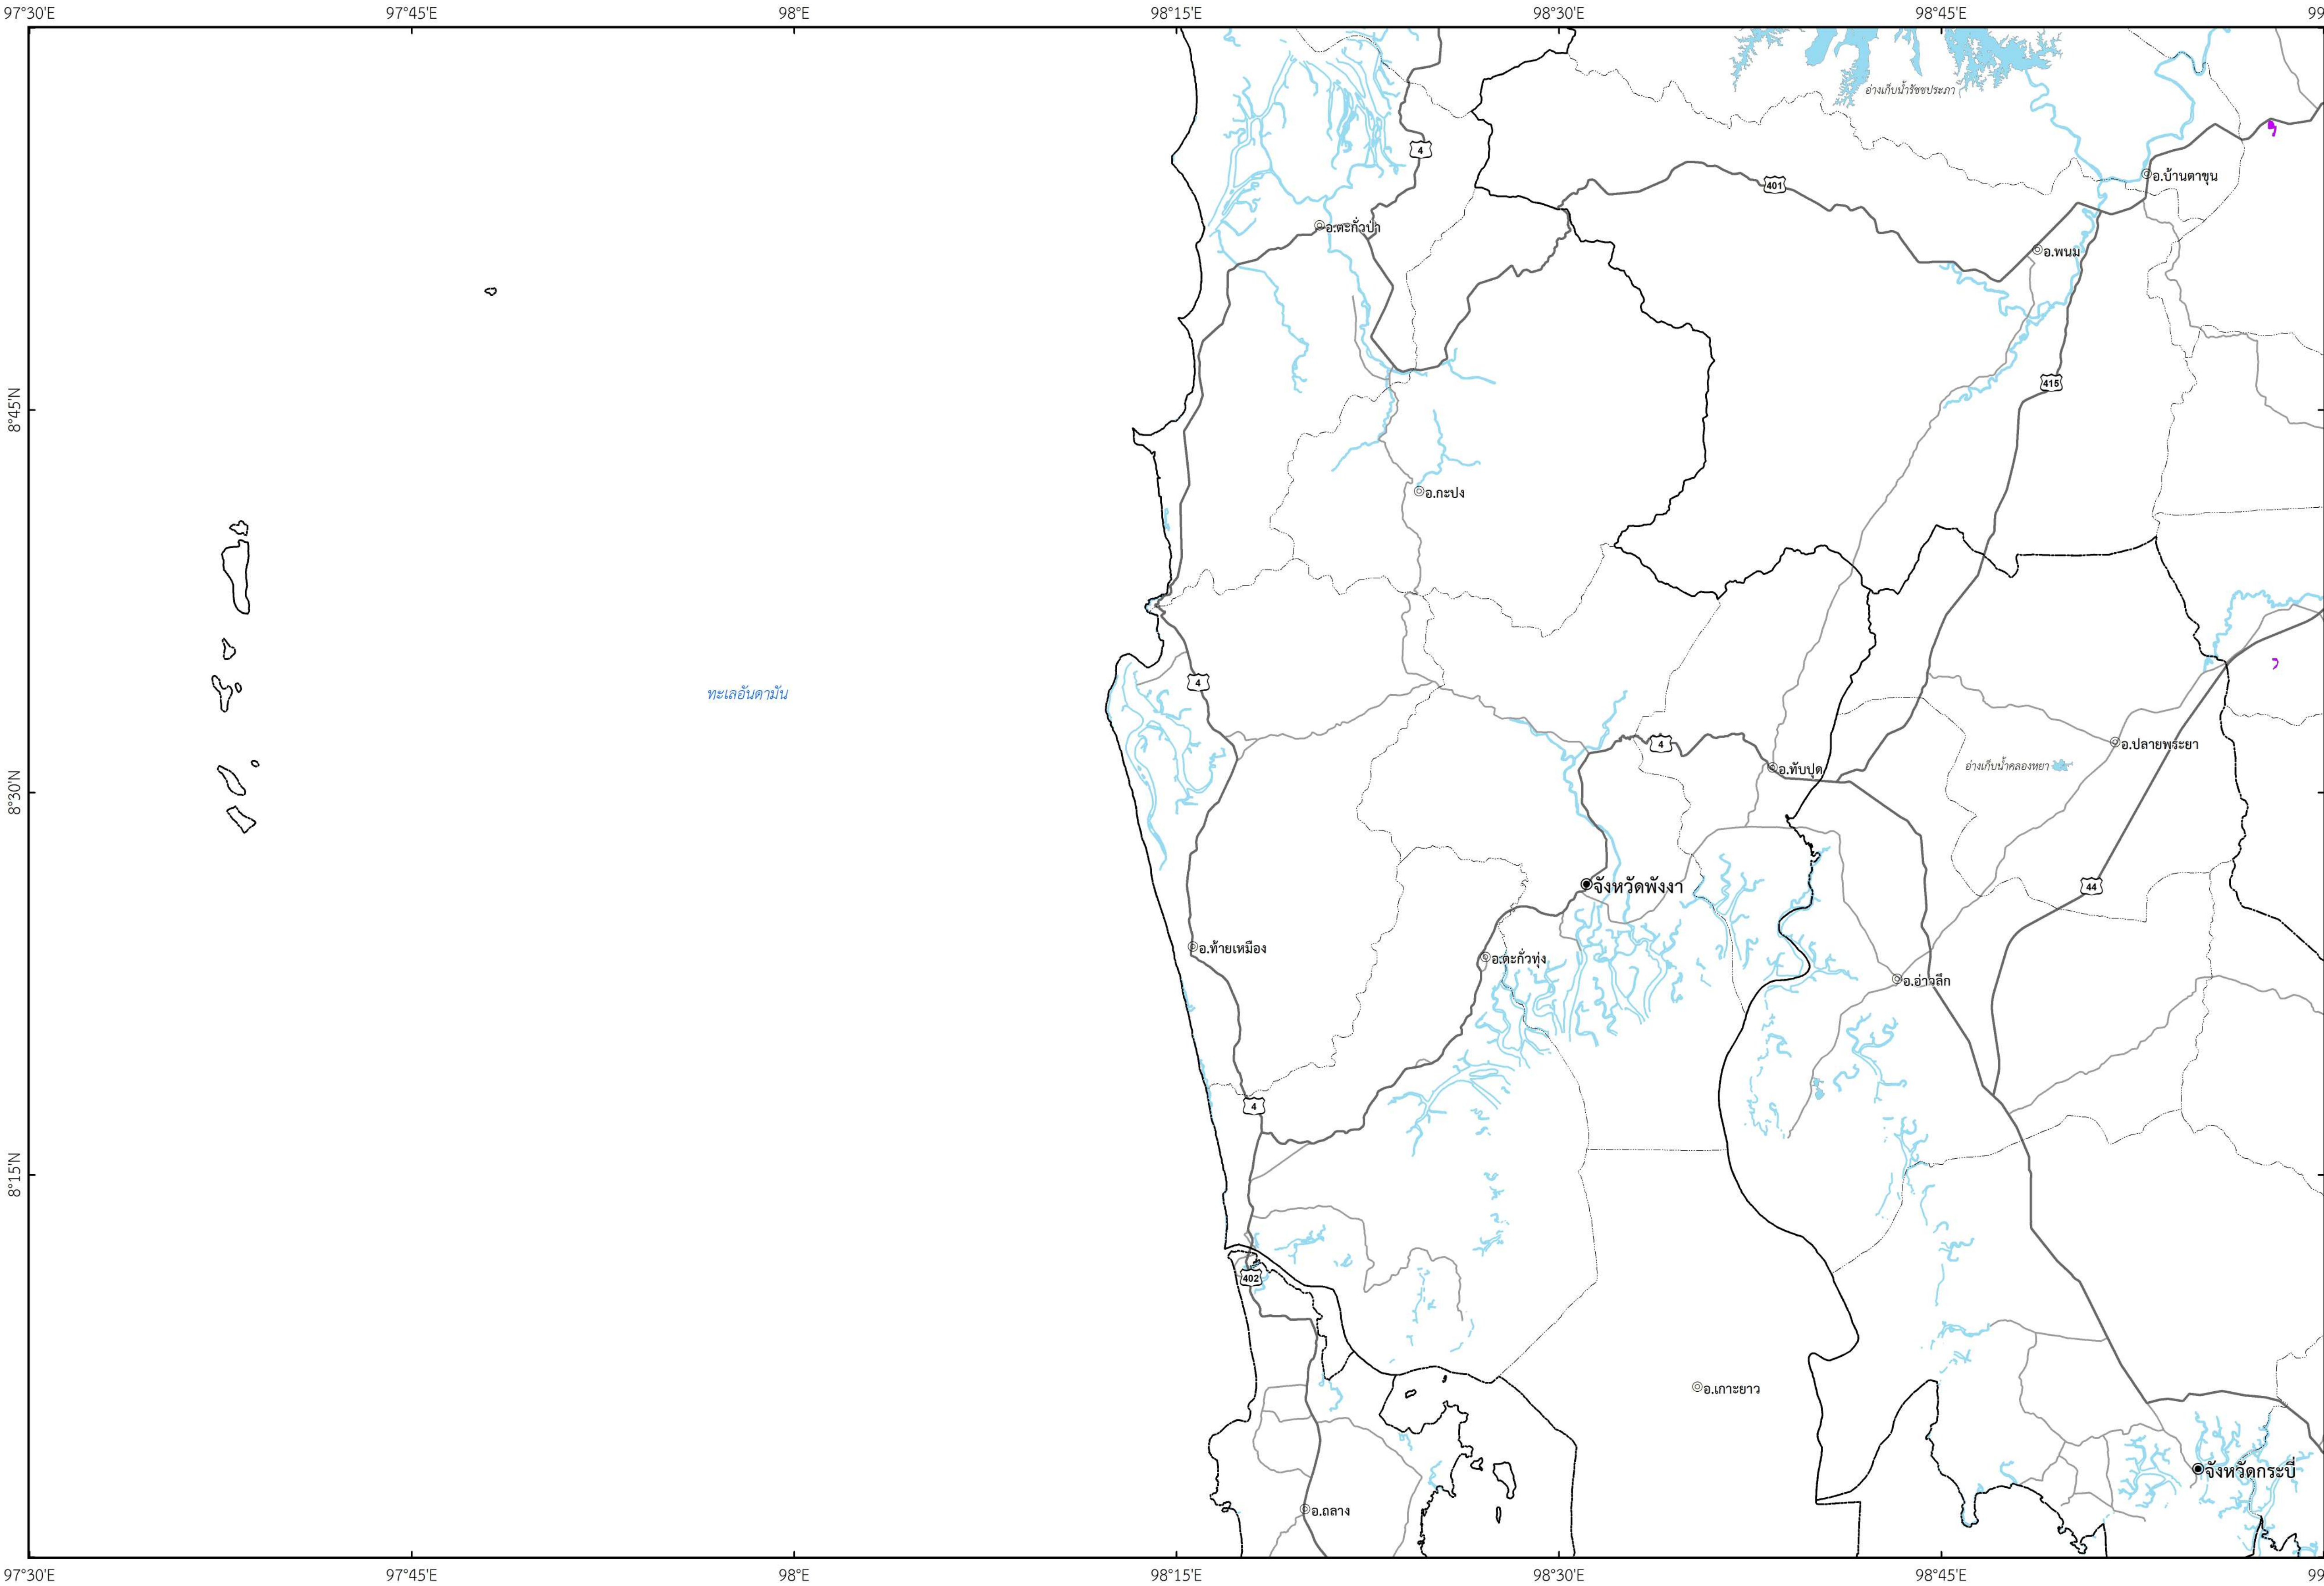 97°30'E
97°45'E
98°E
98°15'E
98°30'E
98°45'E
99
อ่างเก็บน้ำรัชชประภา
4
อ.บ้านตาขุน
401
อ.ตะกั่วป่า
อ.พนม
415
8°45'N
อ.กะปง
4
ทะเลอันดามัน
4
อ.ปลายพระยา
อ่างเก็บน้ำคลองหยา
อ.ทับปุด
8°30'N
จังหวัดพังงา
44
อ.ท้ายเหมือง
อ.ตะกั่วทุ่ง
อ.อ่าวลึก
4
8°15'N
402
อ.เกาะยาว
จังหวัดกระบี่
อ.ถลาง
97°30'E
97°45'E
98°E
98°15'E
98°30'E
98°45'E
99